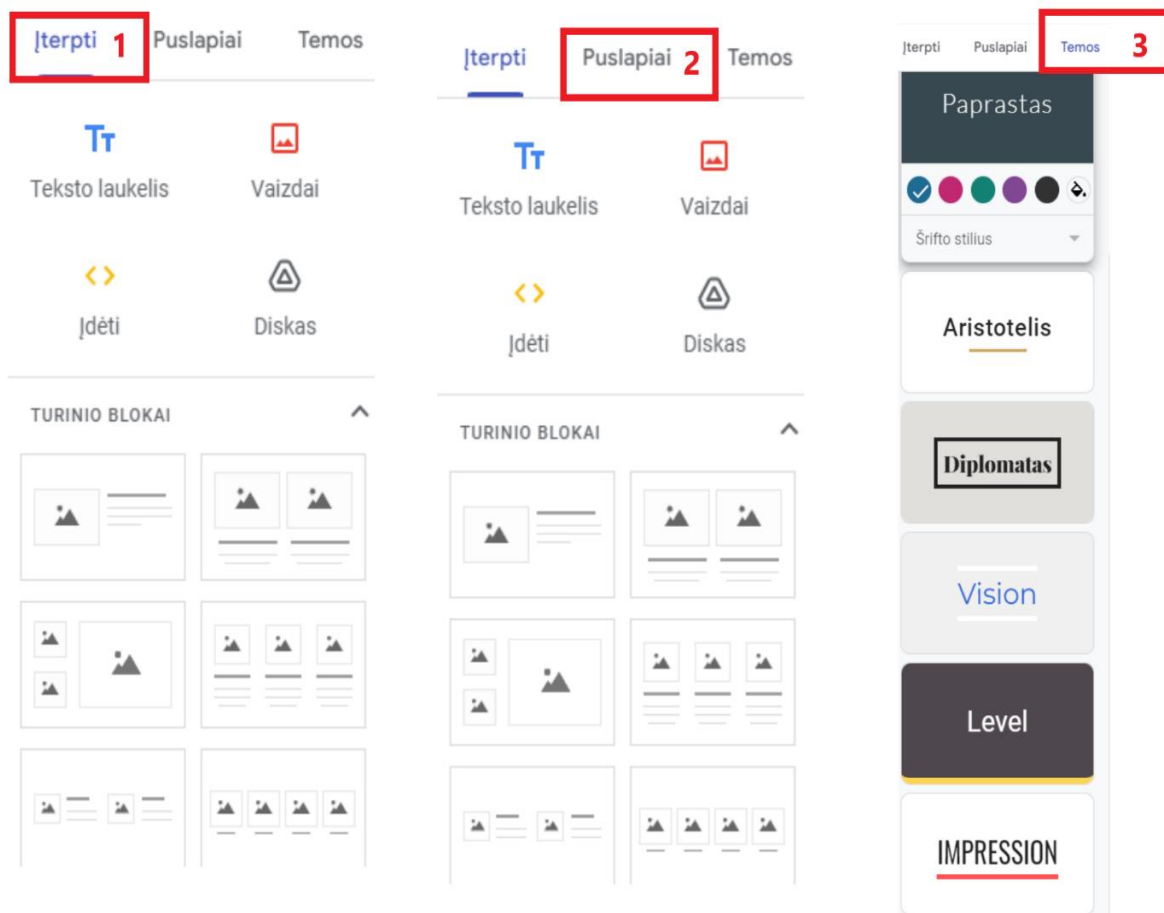 Įterpti 1 Puslapiai Temos
Teksto laukelis Vaizdai
Įdėti Diskas
TURINIO BLOKAI
Įterpti Puslapiai 2 Temos
Teksto laukelis Vaizdai
Įdėti Diskas
TURINIO BLOKAI
Įterpti Puslapiai Temos 3
Paprastas
Šrifto stilius
Aristotelis
Diplomatas
Vision
Level
IMPRESSION